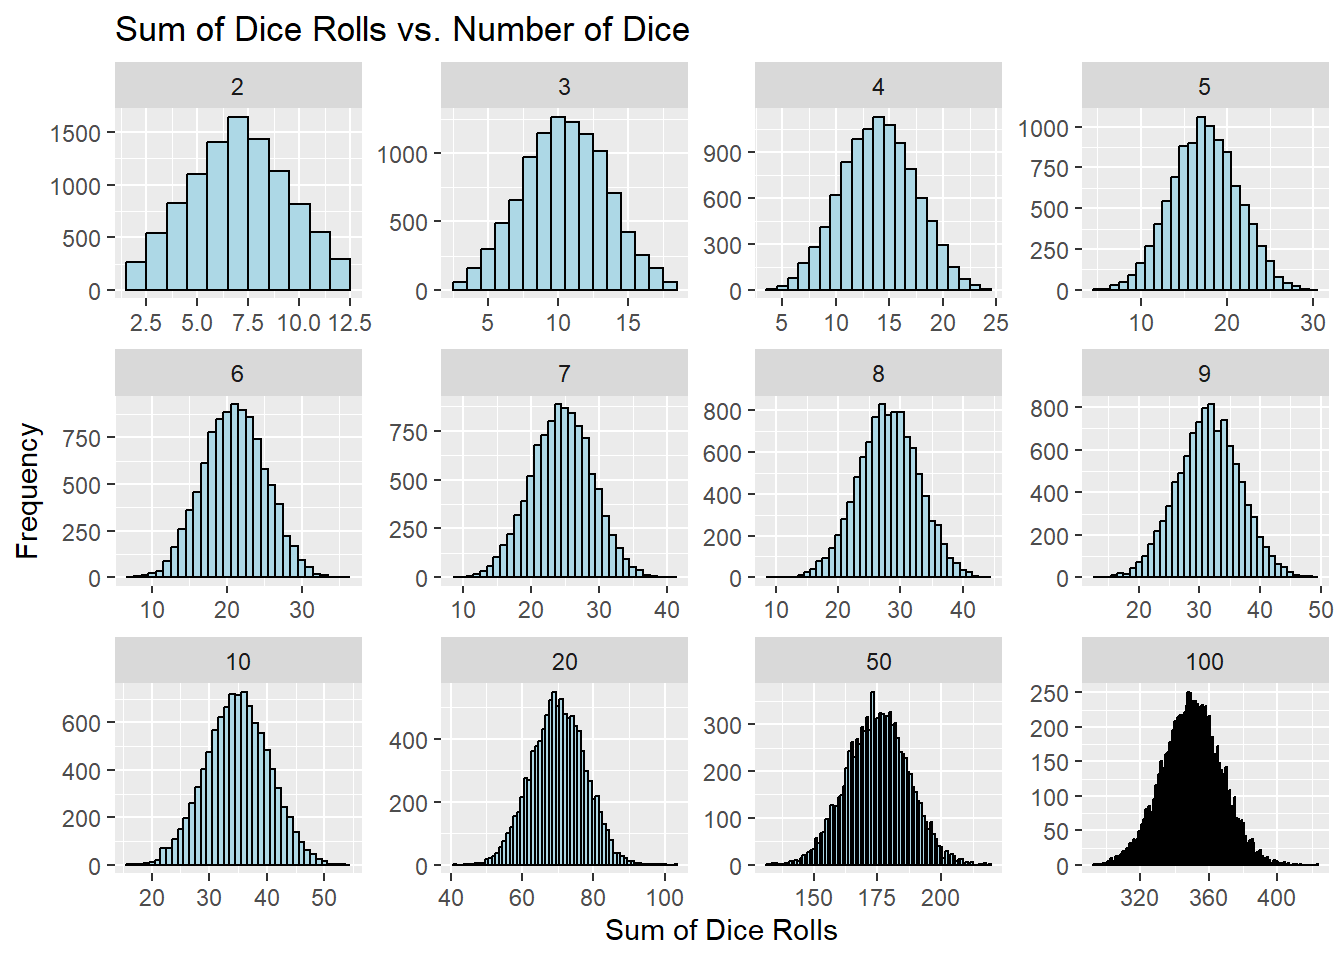 Sum of Dice Rolls vs. Number of Dice
2 3 4 5
1500 1000 500 0
1000 500 0
900 600 300 0
1000 750 500 250 0
2.5 5.0 7.5 10.0 12.5
5 10 15
5 10 15 20 25
10 20 30
6 7 8 9
750 500 250 0
750 500 250 0
800 600 400 200 0
800 600 400 200 0
10 20 30
10 20 30 40
10 20 30 40
20 30 40 50
10 20 50 100
600 400 200 0
400 200 0
300 200 100 0
250 200 150 100 50 0
20 30 40 50
40 60 80 100
150 175 200
320 360 400
Frequency
Sum of Dice Rolls